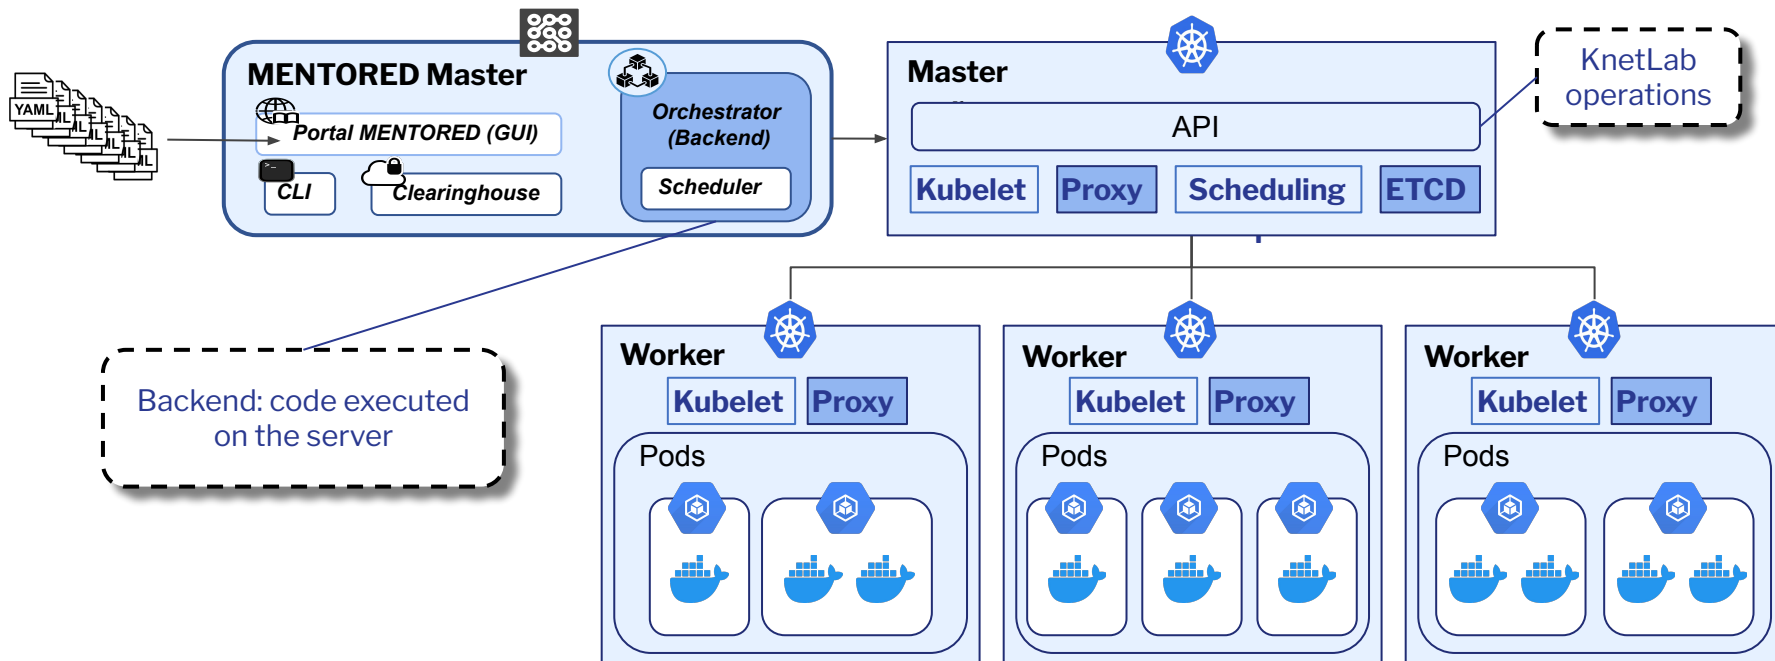 MENTORED Master
YAML
Portal MENTORED (GUI)
CLI
Clearinghouse
Orchestrator
(Backend)
Scheduler
Master
API
Kubelet
Proxy
Scheduling
ETCD
KnetLab
operations
Backend: code executed
on the server
Worker
Kubelet
Proxy
Pods
Worker
Kubelet
Proxy
Pods
Worker
Kubelet
Proxy
Pods